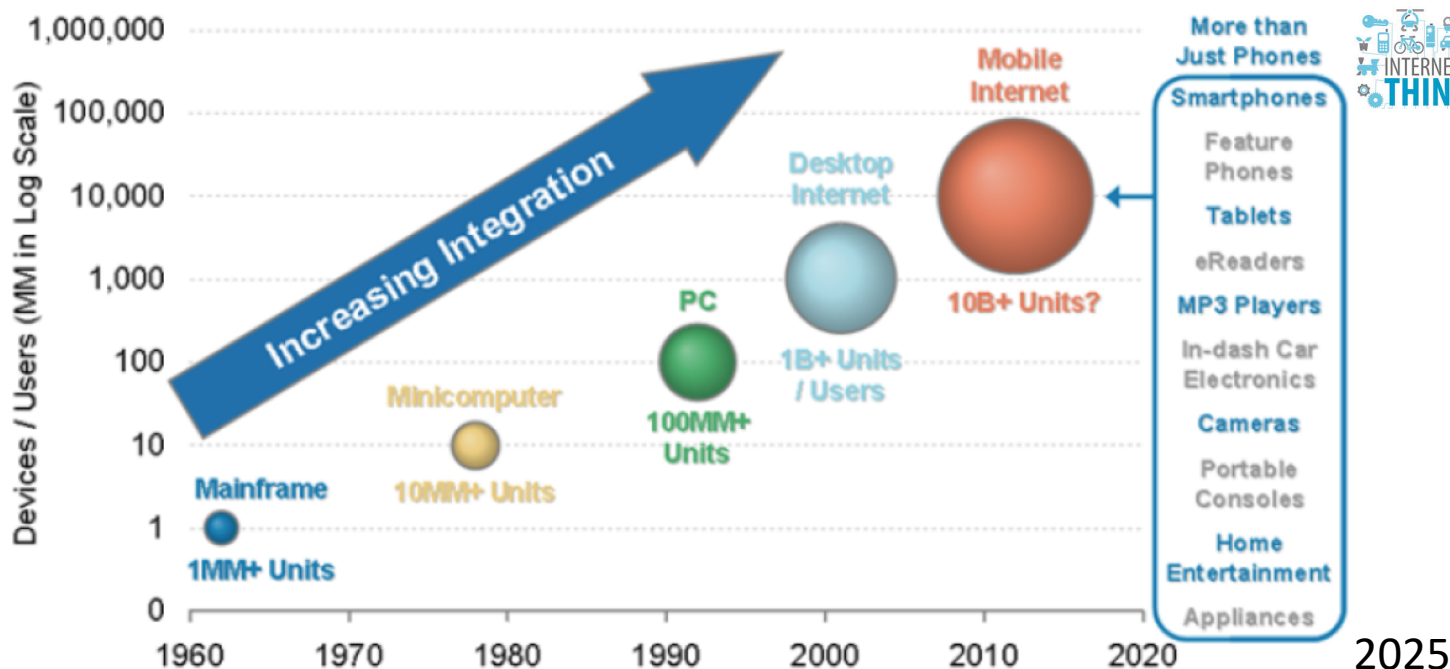 Devices / Users (MM in Log Scale)
1,000,000
100,000
10,000
1,000
100
10
1
0
1960
1970
1980
1990
2000
2010
2020
Increasing Integration
Mainframe
1MM+ Units
Minicomputer
10MM+ Units
PC
100MM+
Units
Desktop
Internet
1B+ Units
/ Users
Mobile
Internet
10B+ Units?
More than
Just Phones
Smartphones
Feature
Phones
Tablets
eReaders
MP3 Players
In-dash Car
Electronics
Cameras
Portable
Consoles
Home
Entertainment
Appliances
INTERNE
THIN
2025